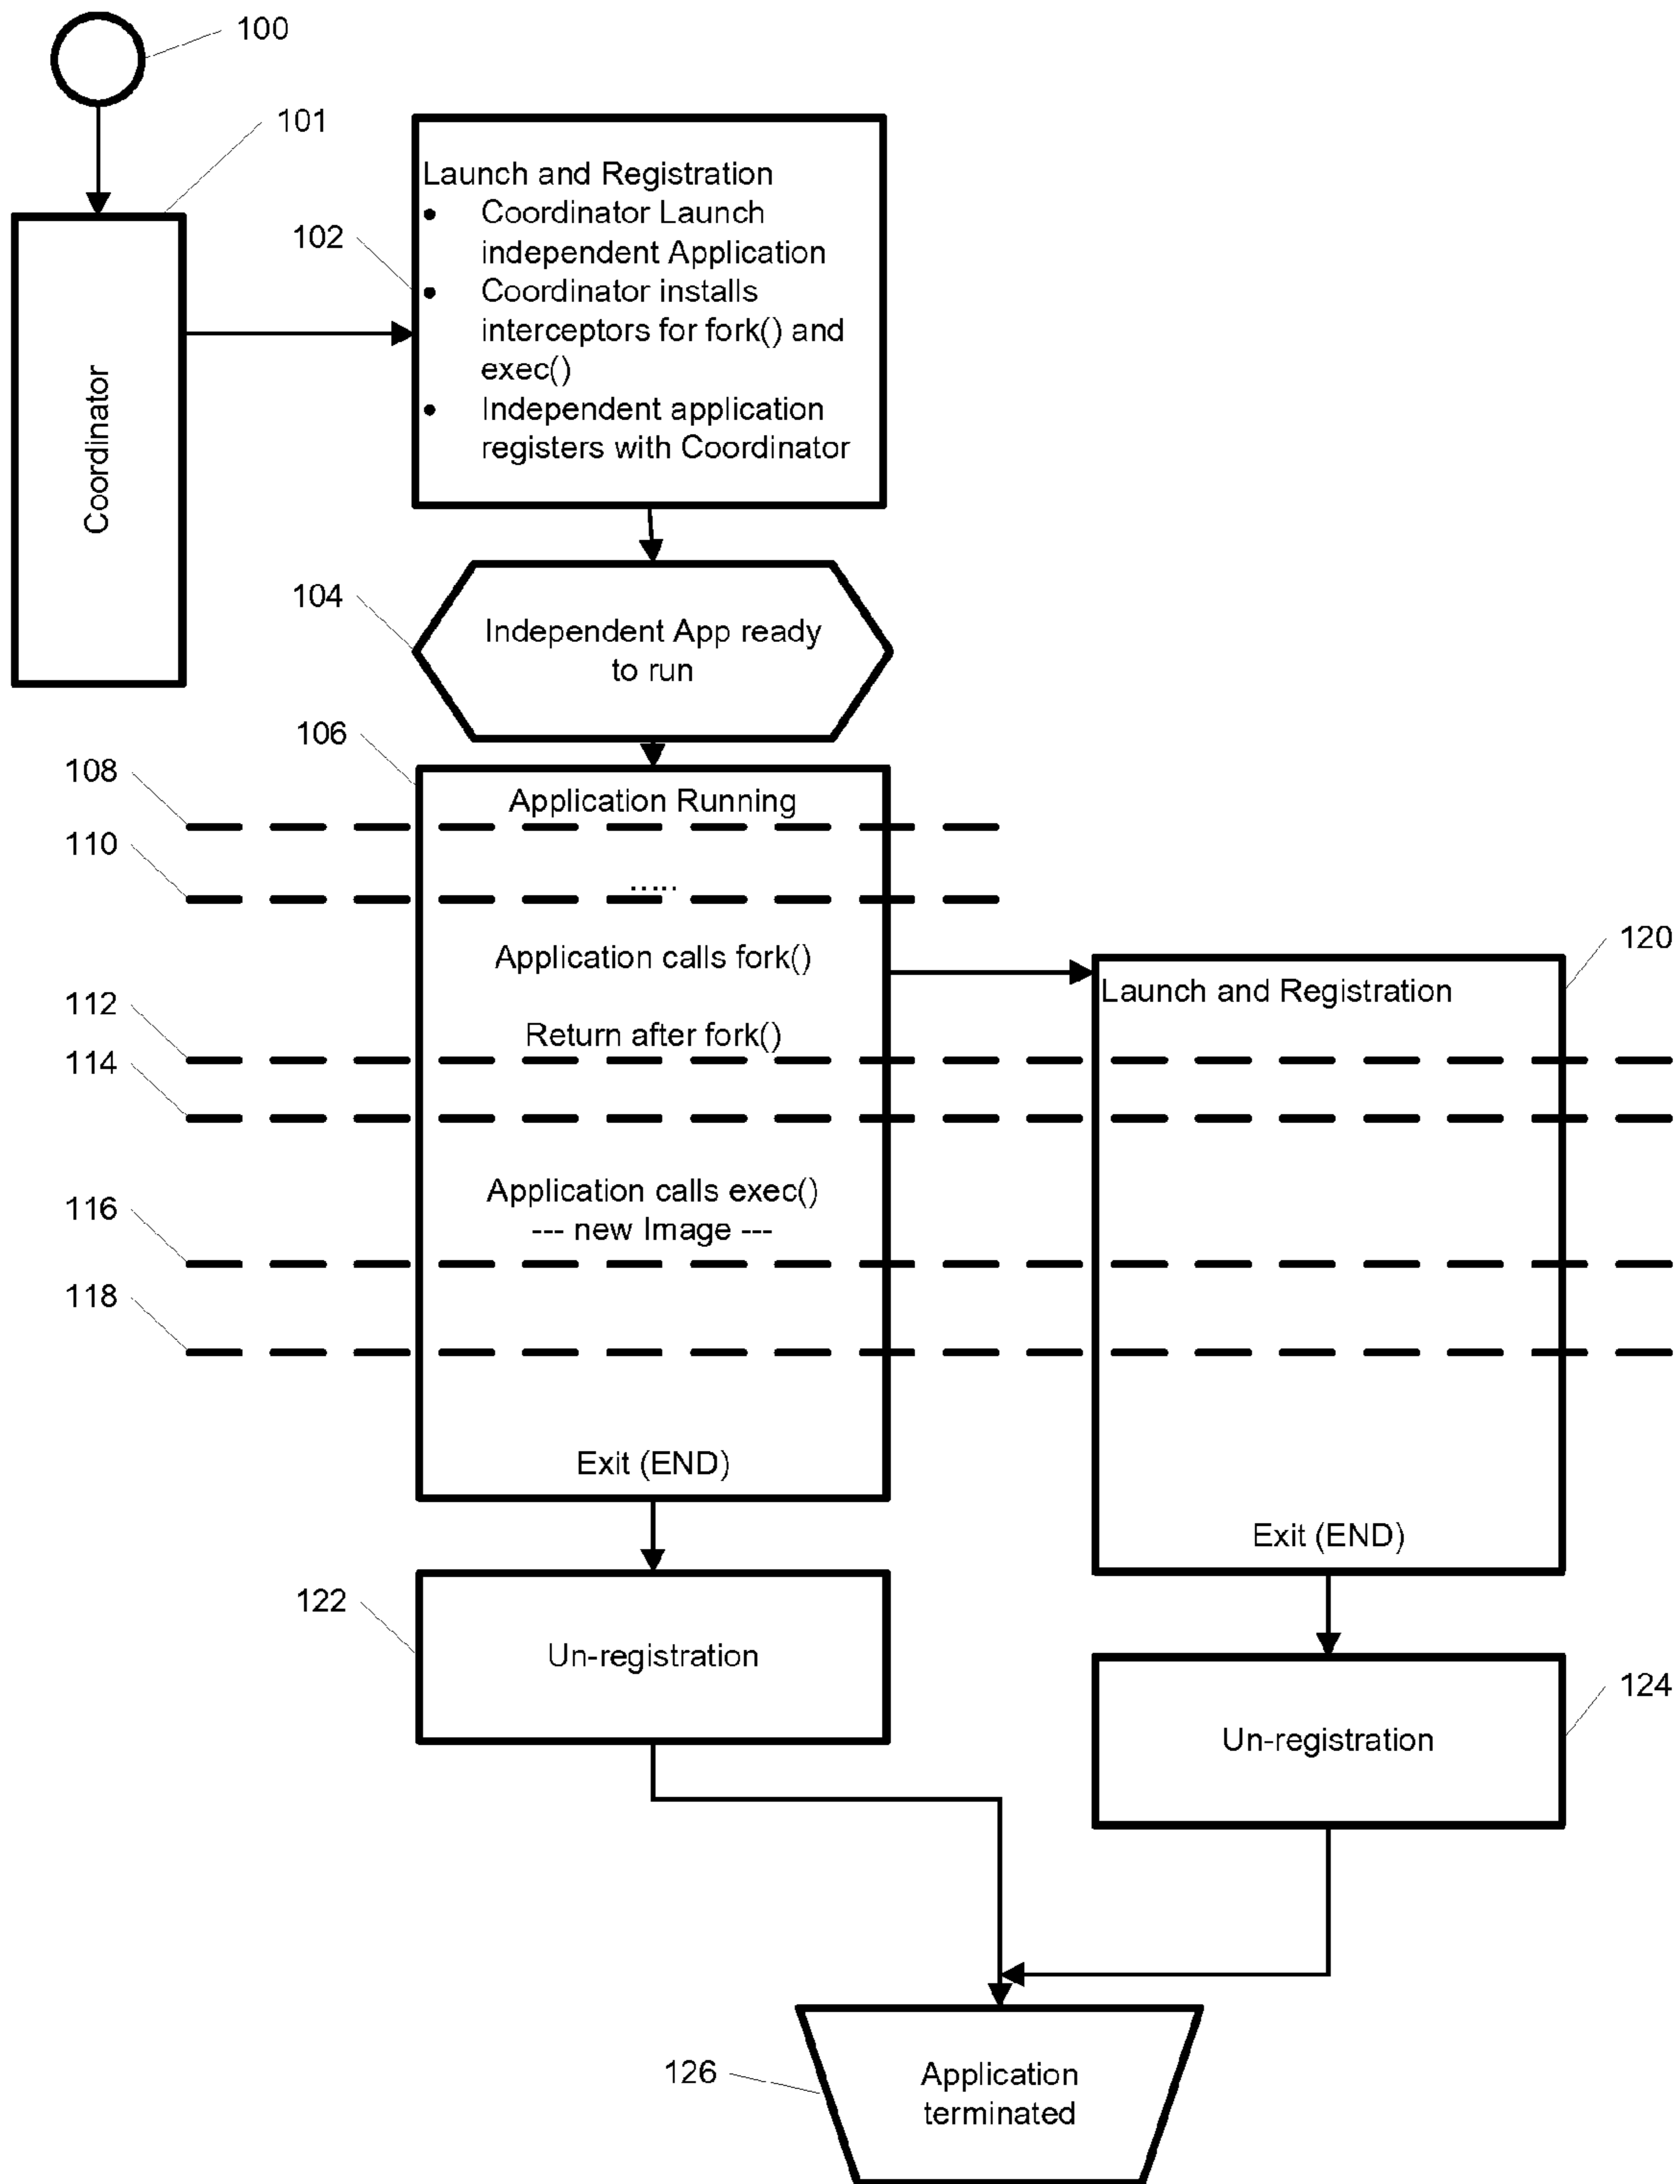 100
101
Coordinator
102
Launch and Registration
• Coordinator Launch
independent Application
• Coordinator installs
interceptors for fork() and
exec()
• Independent application
registers with Coordinator
104
Independent App ready
to run
106
108
Application Running
110
.....
Application calls fork()
120
Launch and Registration
112
Return after fork()
114
Application calls exec()
116
--- new Image ---
118
Exit (END)
Exit (END)
122
Un-registration
124
Un-registration
126
Application
terminated